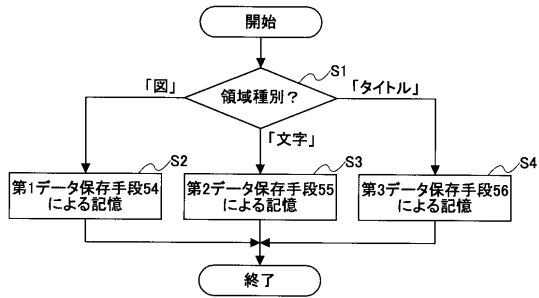 開始
S1
領域種別？
「図」
「タイトル」
「文字」
S2
第1データ保存手段54
による記憶
S3
第2データ保存手段55
による記憶
S4
第3データ保存手段56
による記憶
終了